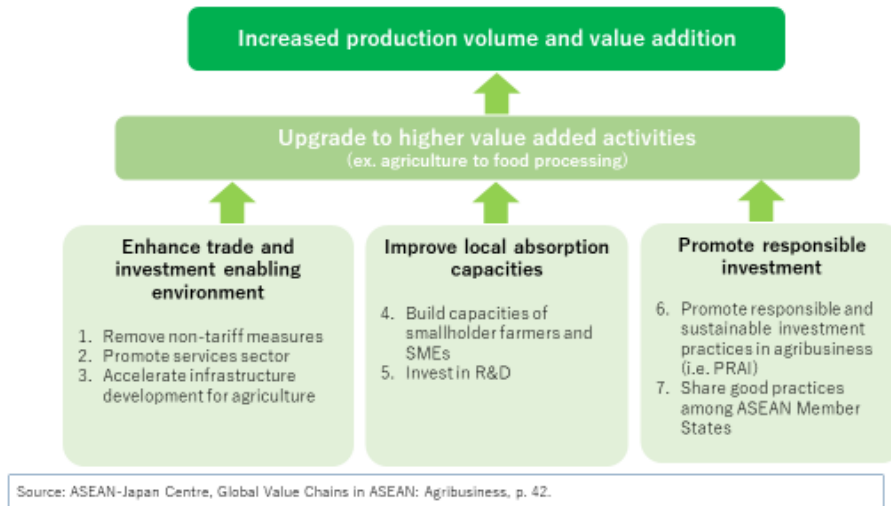 Increased production volume and value addition
Upgrade to higher value added activities
(ex. agriculture to food processing)
Enhance trade and
investment enabling
environment
1. Remove non-tariff measures
2. Promote services sector
3. Accelerate infrastructure
development for agriculture
Improve local absorption
capacities
4. Build capacities of
smallholder farmers and
SMEs
5. Invest in R&D
Promote responsible
investment
6. Promote responsible and
sustainable investment
practices in agribusiness
(i.e. PRAI)
7. Share good practices
among ASEAN Member
States
Source: ASEAN-Japan Centre, Global Value Chains in ASEAN: Agribusiness, p. 42.